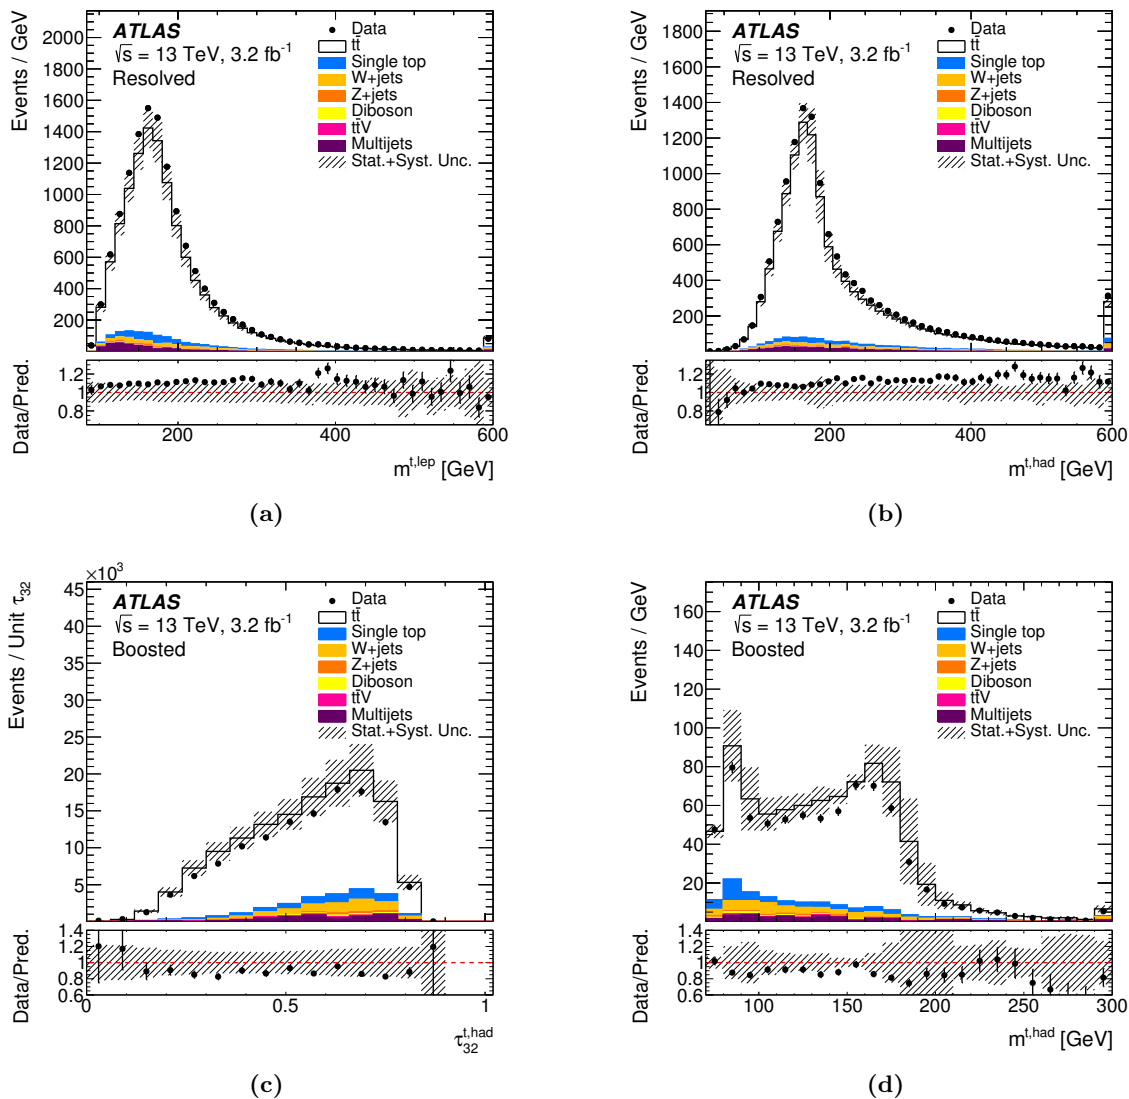 Events / GeV
2000
1800
1600
1400
1200
1000
800
600
400
200
ATLAS
√s = 13 TeV, 3.2 fb⁻¹
Resolved
Data
tt̄
Single top
W+jets
Z+jets
Diboson
tt̄V
Multijets
Stat.+Syst. Unc.
Data/Pred.
1.2
1
0.8
200
400
600
m^{t,lep} [GeV]
(a)
Events / GeV
1800
1600
1400
1200
1000
800
600
400
200
ATLAS
√s = 13 TeV, 3.2 fb⁻¹
Resolved
Data
tt̄
Single top
W+jets
Z+jets
Diboson
tt̄V
Multijets
Stat.+Syst. Unc.
Data/Pred.
1.2
1
0.8
200
400
600
m^{t,had} [GeV]
(b)
×10³
Events / Unit τ₃₂
45
40
35
30
25
20
15
10
5
ATLAS
√s = 13 TeV, 3.2 fb⁻¹
Boosted
Data
tt̄
Single top
W+jets
Z+jets
Diboson
tt̄V
Multijets
Stat.+Syst. Unc.
Data/Pred.
1.4
1.2
1
0.8
0.6
0
0.5
1
τ₃₂^{t,had}
(c)
Events / GeV
160
140
120
100
80
60
40
20
ATLAS
√s = 13 TeV, 3.2 fb⁻¹
Boosted
Data
tt̄
Single top
W+jets
Z+jets
Diboson
tt̄V
Multijets
Stat.+Syst. Unc.
Data/Pred.
1.4
1.2
1
0.8
0.6
100
150
200
250
300
m^{t,had} [GeV]
(d)